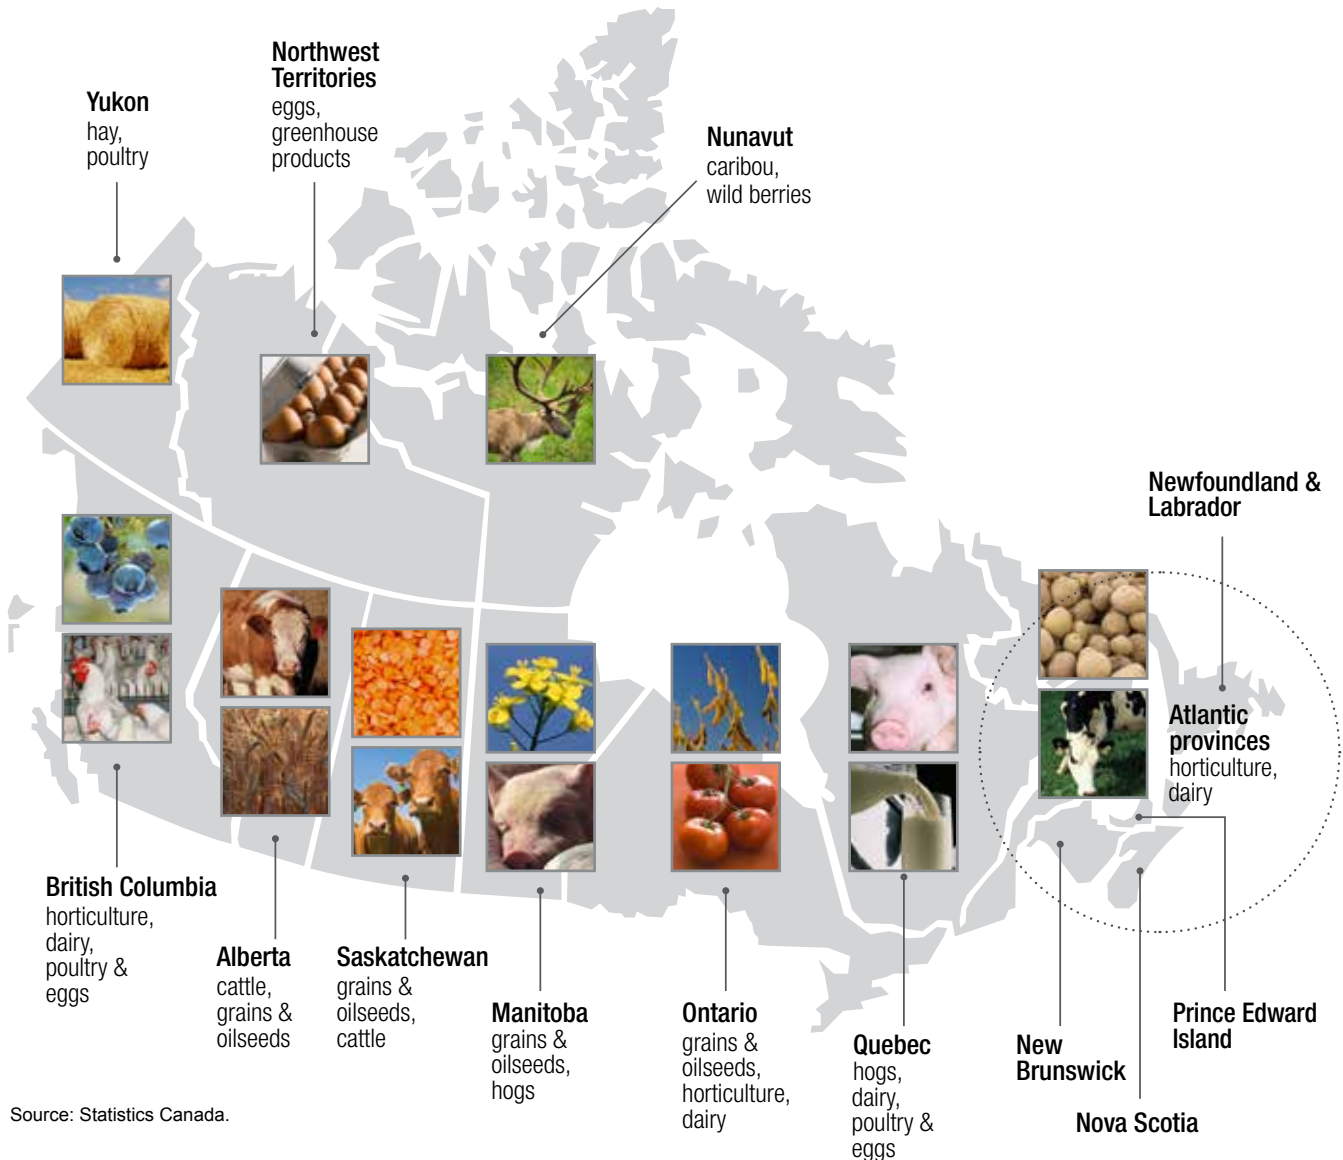 Northwest
Territories
eggs,
greenhouse
products
Yukon
hay,
poultry
Nunavut
caribou,
wild berries
Newfoundland &
Labrador
Atlantic
provinces
horticulture,
dairy
British Columbia
horticulture,
dairy,
poultry &
eggs
Alberta
cattle,
grains &
oilseeds
Saskatchewan
grains &
oilseeds,
cattle
Manitoba
grains &
oilseeds,
hogs
Ontario
grains &
oilseeds,
horticulture,
dairy
Quebec
hogs,
dairy,
poultry &
eggs
New
Brunswick
Prince Edward
Island
Nova Scotia
Source: Statistics Canada.